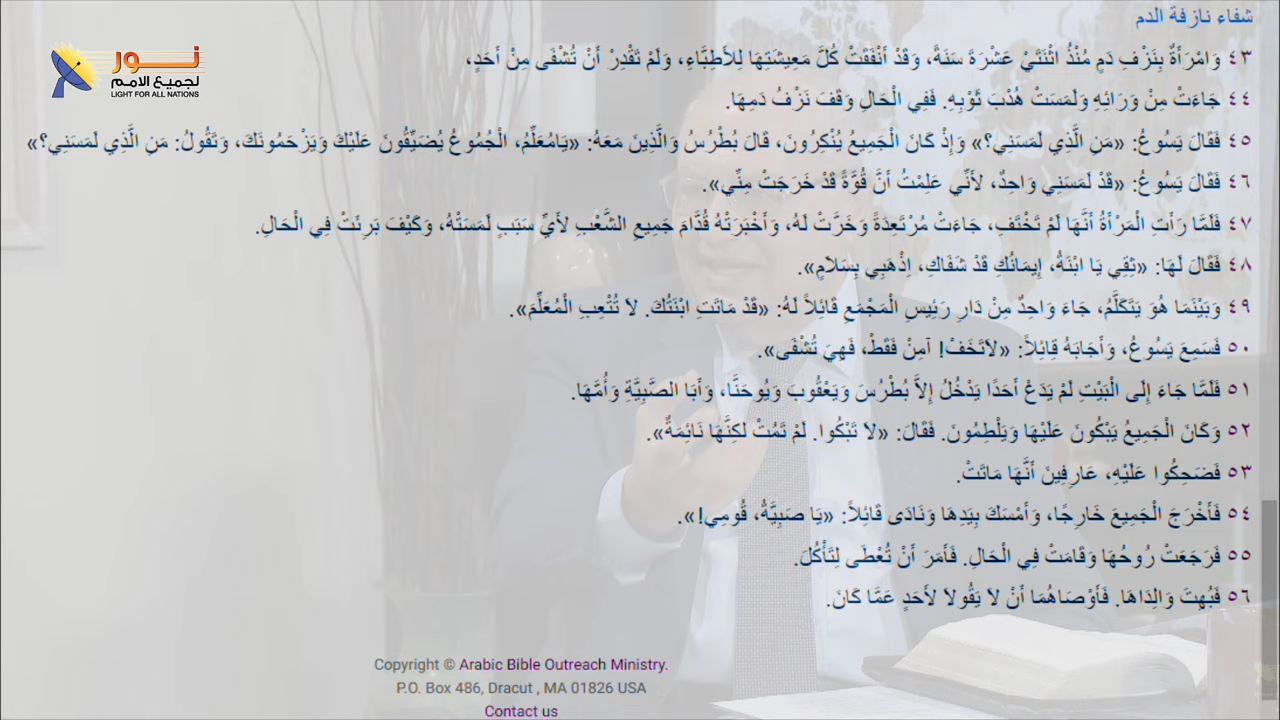 شفاء نازفة الدم
نور
لجميع الامم
LIGHT FOR ALL NATIONS
٤٣ وَامْرَأَةٌ بِنَزْفِ دَمٍ مُنْذُ اثْنَتَيْ عَشْرَةَ سَنَةً، وَقَدْ أَنْفَقَتْ كُلَّ مَعِيشَتِهَا لِلأَطِبَّاءِ، وَلَمْ تَقْدِرْ أَنْ تُشْفَى مِنْ أَحَدٍ،
٤٤ جَاءَتْ مِنْ وَرَائِهِ وَلَمَسَتْ هُدْبَ ثَوْبِهِ. فَفِي الْحَالِ وَقَفَ نَزْفُ دَمِهَا.
٤٥ فَقَالَ يَسُوعُ: «مَنِ الَّذِي لَمَسَنِي؟» وَإِذْ كَانَ الْجَمِيعُ يُنْكِرُونَ، قَالَ بُطْرُسُ وَالَّذِينَ مَعَهُ: «يَامُعَلِّمُ، الْجُمُوعُ يُضَيِّقُونَ عَلَيْكَ وَيَزْحَمُونَكَ، وَتَقُولُ: مَنِ الَّذِي لَمَسَنِي؟»
٤٦ فَقَالَ يَسُوعُ: «قَدْ لَمَسَنِي وَاحِدٌ، لأَنِّي عَلِمْتُ أَنَّ قُوَّةً قَدْ خَرَجَتْ مِنِّي».
٤٧ فَلَمَّا رَأَتِ الْمَرْأَةُ أَنَّهَا لَمْ تَخْتَفِ، جَاءَتْ مُرْتَعِدَةً وَخَرَّتْ لَهُ، وَأَخْبَرَتْهُ قُدَّامَ جَمِيعِ الشَّعْبِ لأَيِّ سَبَبٍ لَمَسَتْهُ، وَكَيْفَ بَرِئَتْ فِي الْحَالِ.
٤٨ فَقَالَ لَهَا: «ثِقِي يَا ابْنَةُ، إِيمَانُكِ قَدْ شَفَاكِ، اِذْهَبِي بِسَلاَمٍ».
٤٩ وَبَيْنَمَا هُوَ يَتَكَلَّمُ، جَاءَ وَاحِدٌ مِنْ دَارِ رَئِيسِ الْمَجْمَعِ قَائِلاً لَهُ: «قَدْ مَاتَتِ ابْنَتُكَ. لاَ تُتْعِبِ الْمُعَلِّمَ».
٥٠ فَسَمِعَ يَسُوعُ، وَأَجَابَهُ قِائِلاً: «لاَتَخَفْ! آمِنْ فَقَطْ، فَهِيَ تُشْفَى».
٥١ فَلَمَّا جَاءَ إِلَى الْبَيْتِ لَمْ يَدَعْ أَحَدًا يَدْخُلُ إِلاَّ بُطْرُسَ وَيَعْقُوبَ وَيُوحَنَّا، وَأَبَا الصَّبِيَّةِ وَأُمَّهَا.
٥٢ وَكَانَ الْجَمِيعُ يَبْكُونَ عَلَيْهَا وَيَلْطِمُونَ. فَقَالَ: «لاَ تَبْكُوا. لَمْ تَمُتْ لكِنَّهَا نَائِمَةٌ».
٥٣ فَضَحِكُوا عَلَيْهِ، عَارِفِينَ أَنَّهَا مَاتَتْ.
٥٤ فَأَخْرَجَ الْجَمِيعَ خَارِجًا، وَأَمْسَكَ بِيَدِهَا وَنَادَى قَائِلاً: «يَا صَبِيَّةُ، قُومِي!».
٥٥ فَرَجَعَتْ رُوحُهَا وَقَامَتْ فِي الْحَالِ. فَأَمَرَ أَنْ تُعْطَى لِتَأْكُلَ.
٥٦ فَبُهِتَ وَالِدَاهَا. فَأَوْصَاهُمَا أَنْ لاَ يَقُولاَ لأَحَدٍ عَمَّا كَانَ.
Copyright © Arabic Bible Outreach Ministry.
P.O. Box 486, Dracut , MA 01826 USA
Contact us